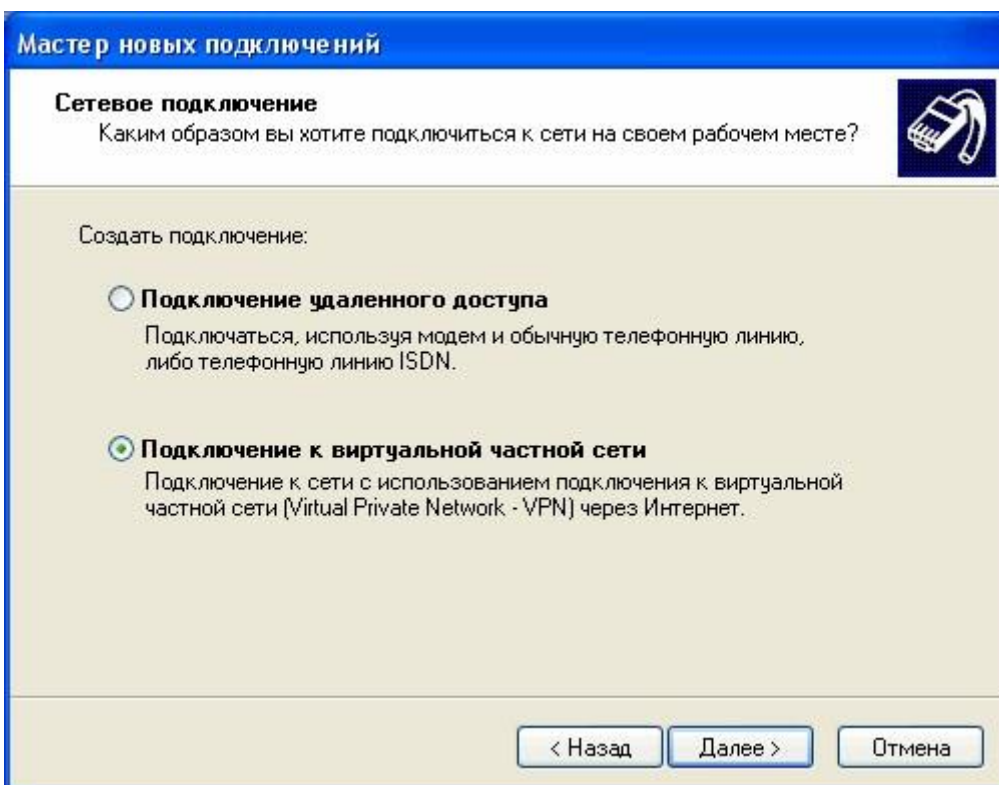 Мастер новых подключений
Сетевое подключение
Каким образом вы хотите подключиться к сети на своем рабочем месте?
Создать подключение:
Подключение удаленного доступа
Подключаться, используя модем и обычную телефонную линию,
либо телефонную линию ISDN.
Подключение к виртуальной частной сети
Подключение к сети с использованием подключения к виртуальной
частной сети (Virtual Private Network - VPN) через Интернет.
< Назад Далее > Отмена